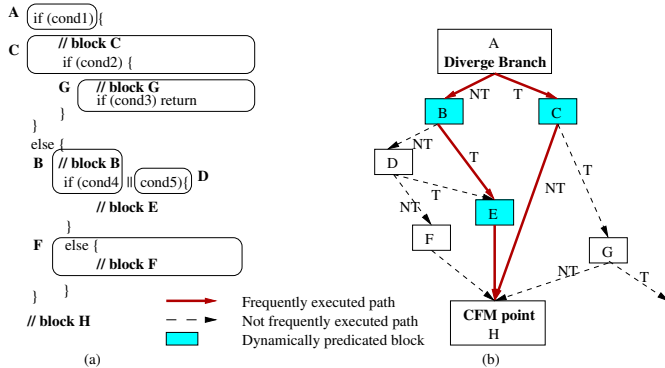 A if (cond1) {
C // block C
if (cond2) {
G // block G
if (cond3) return
}
}
else {
B // block B
if (cond4 || cond5){ D
// block E
}
F else {
// block F
}
}
// block H
(a)
A
Diverge Branch
NT T
B C
NT T
D
T
NT
T
NT
E
F
G
NT T
CFM point
H
(b)
Frequently executed path
Not frequently executed path
Dynamically predicated block